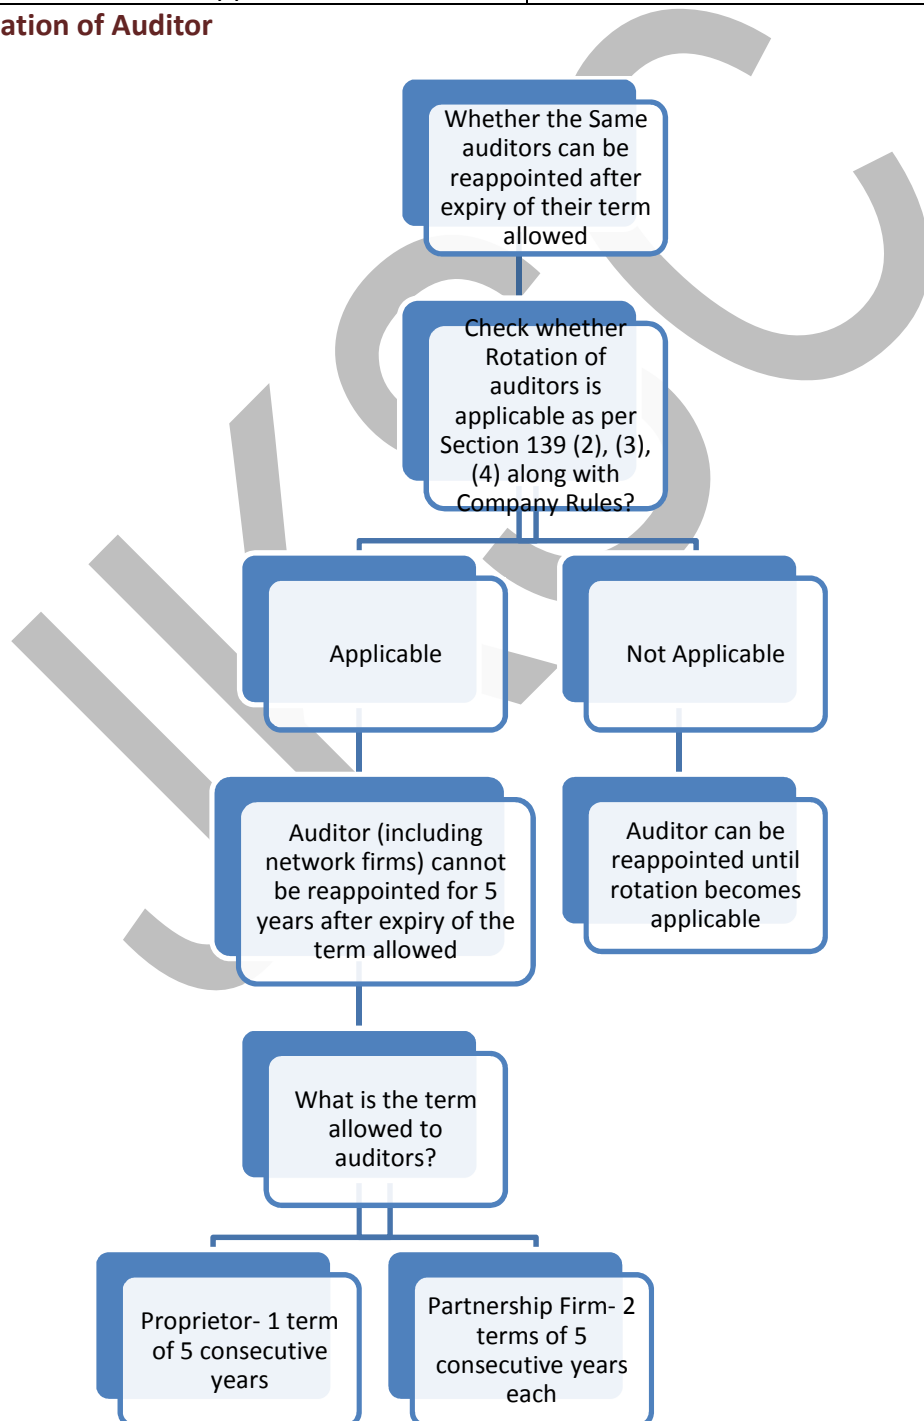 ation of Auditor
Whether the Same
auditors can be
reappointed after
expiry of their term
allowed
Check whether
Rotation of
auditors is
applicable as per
Section 139 (2), (3),
(4) along with
Company Rules?
Applicable
Not Applicable
Auditor (including
network firms) cannot
be reappointed for 5
years after expiry of the
term allowed
Auditor can be
reappointed until
rotation becomes
applicable
What is the term
allowed to
auditors?
Proprietor- 1 term
of 5 consecutive
years
Partnership Firm- 2
terms of 5
consecutive years
each